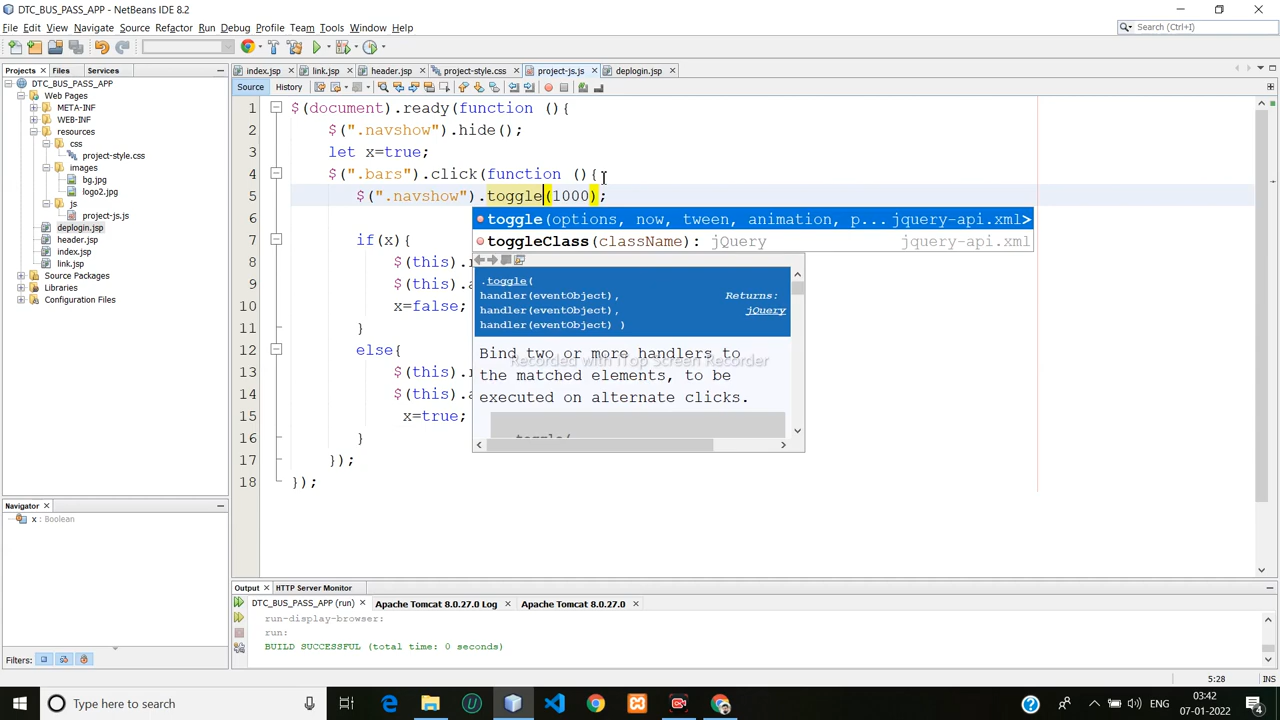 DTC_BUS_PASS_APP - NetBeans IDE 8.2
File Edit View Navigate Source Refactor Run Debug Profile Team Tools Window Help
Search (Ctrl+I)
Projects Files Services
index.jsp link.jsp header.jsp project-style.css project-js.js deplogin.jsp
DTC_BUS_PASS_APP
Web Pages
META-INF
WEB-INF
resources
css
project-style.css
images
bg.jpg
logo2.jpg
js
project-js.js
deplogin.jsp
header.jsp
index.jsp
link.jsp
Source Packages
Libraries
Configuration Files
Source History
1 $(document).ready(function (){
2 $(".navshow").hide();
3 let x=true;
4 $(".bars").click(function (){
5 $(".navshow").toggle(1000);
6
7 if(x){
8 $(this).
9 $(this).a
10 x=false;
11 }
12 else{
13 $(this).
14 $(this).a
15 x=true;
16 }
17 });
18 });
toggle(options, now, tween, animation, p... jquery-api.xml>
toggleClass(className): jQuery jquery-api.xml
.toggle(
handler(eventObject), Returns:
handler(eventObject), jQuery
handler(eventObject) )
Bind two or more handlers to
the matched elements, to be
executed on alternate clicks.
Recorded with iTop Screen Recorder
Navigator
x : Boolean
Filters:
Output HTTP Server Monitor
DTC_BUS_PASS_APP (run) Apache Tomcat 8.0.27.0 Log Apache Tomcat 8.0.27.0
run-display-browser:
run:
BUILD SUCCESSFUL (total time: 0 seconds)
5:28 INS
Type here to search
ENG
03:42
07-01-2022